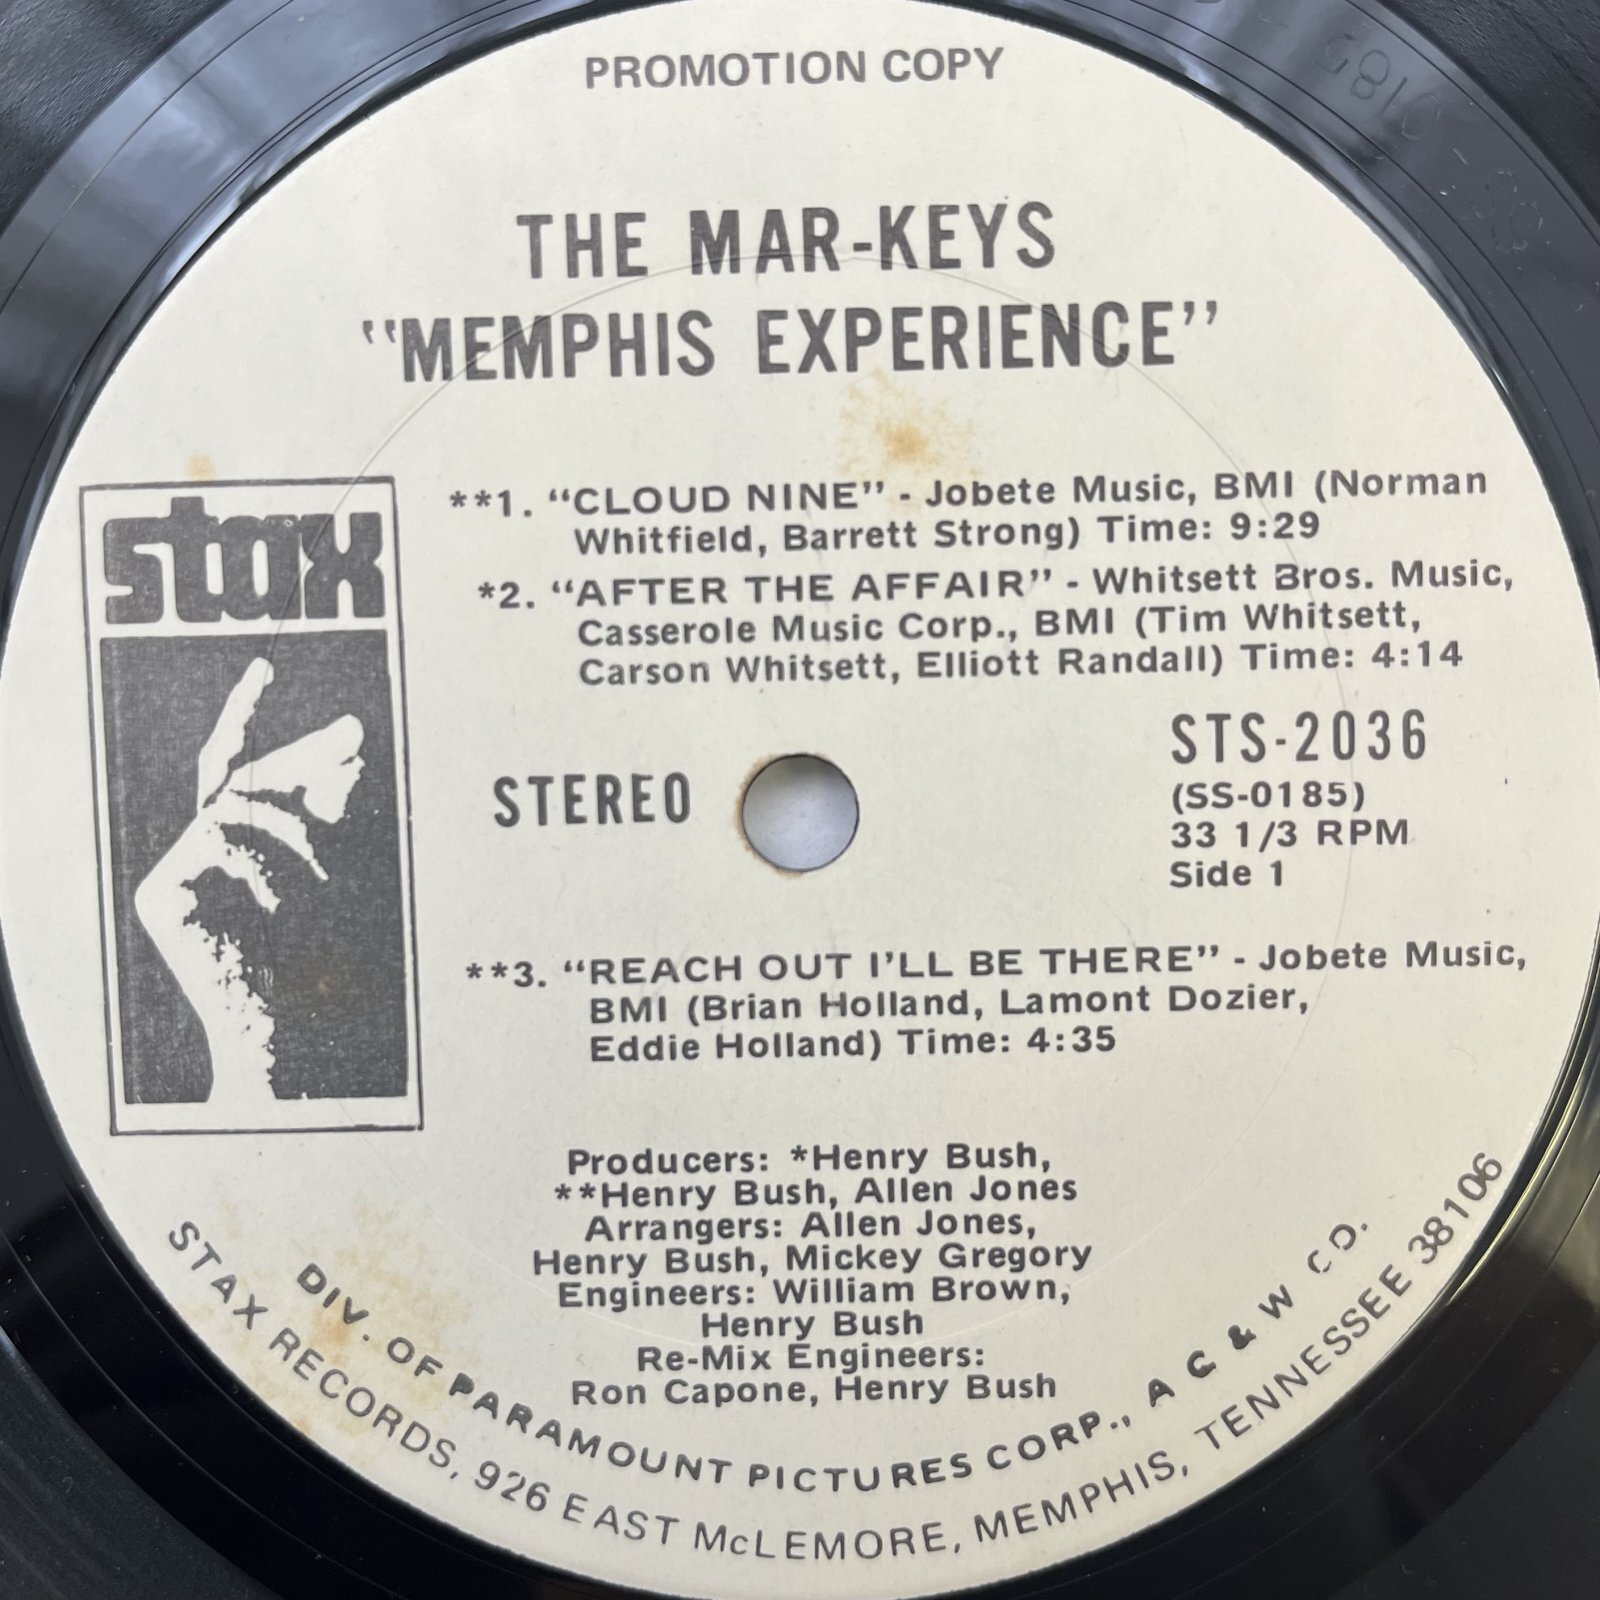 PROMOTION COPY
THE MAR-KEYS
"MEMPHIS EXPERIENCE"
stax
**1. "CLOUD NINE" - Jobete Music, BMI (Norman
Whitfield, Barrett Strong) Time: 9:29
*2. "AFTER THE AFFAIR" - Whitsett Bros. Music,
Casserole Music Corp., BMI (Tim Whitsett,
Carson Whitsett, Elliott Randall) Time: 4:14
STEREO
STS-2036
(SS-0185)
33 1/3 RPM
Side 1
**3. "REACH OUT I'LL BE THERE" - Jobete Music,
BMI (Brian Holland, Lamont Dozier,
Eddie Holland) Time: 4:35
Producers: *Henry Bush,
**Henry Bush, Allen Jones
Arrangers: Allen Jones,
Henry Bush, Mickey Gregory
Engineers: William Brown,
Henry Bush
Re-Mix Engineers:
Ron Capone, Henry Bush
DIV. OF PARAMOUNT PICTURES CORP., A G & W CO.
STAX RECORDS, 926 EAST McLEMORE, MEMPHIS, TENNESSEE 38106